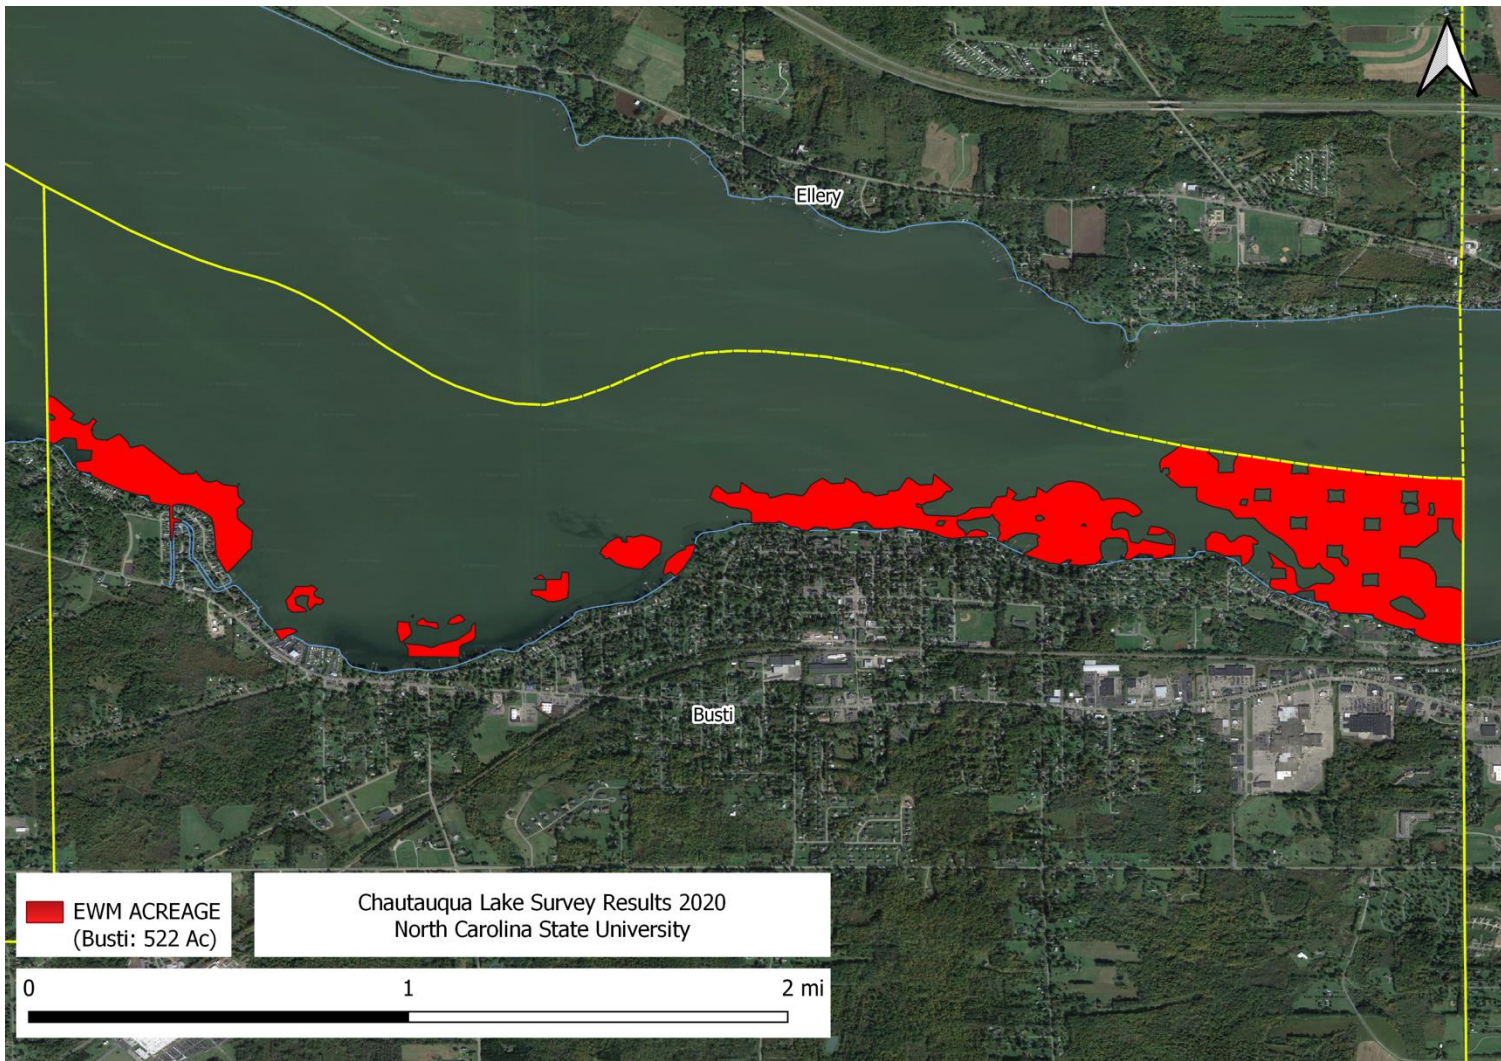 Ellery
Busti
EWM ACREAGE
(Busti: 522 Ac)
Chautauqua Lake Survey Results 2020
North Carolina State University
0 1 2 mi